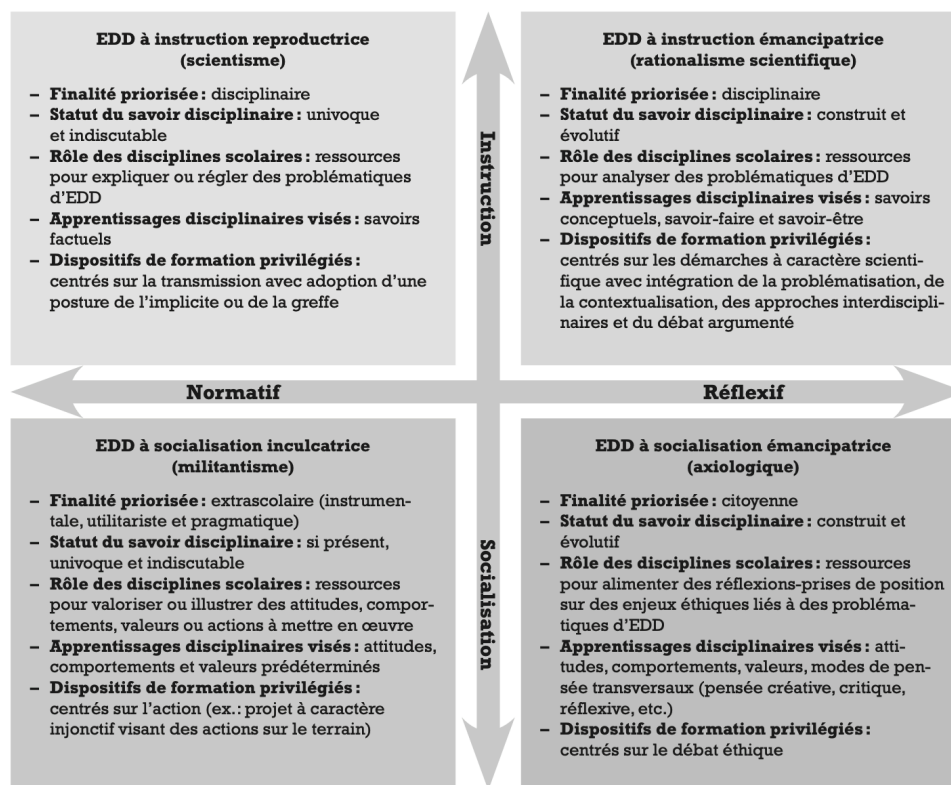 EDD à instruction reproductrice
(scientisme)
– Finalité priorisée : disciplinaire
– Statut du savoir disciplinaire : univoque
et indiscutable
– Rôle des disciplines scolaires : ressources
pour expliquer ou régler des problématiques
d’EDD
– Apprentissages disciplinaires visés : savoirs
factuels
– Dispositifs de formation privilégiés :
centrés sur la transmission avec adoption d’une
posture de l’implicite ou de la greffe
Instruction
EDD à instruction émancipatrice
(rationalisme scientifique)
– Finalité priorisée : disciplinaire
– Statut du savoir disciplinaire : construit et
évolutif
– Rôle des disciplines scolaires : ressources
pour analyser des problématiques d’EDD
– Apprentissages disciplinaires visés : savoirs
conceptuels, savoir-faire et savoir-être
– Dispositifs de formation privilégiés :
centrés sur les démarches à caractère scienti-
fique avec intégration de la problématisation, de
la contextualisation, des approches interdiscipli-
naires et du débat argumenté
Normatif
Réflexif
EDD à socialisation inculcatrice
(militantisme)
– Finalité priorisée : extrascolaire (instrumen-
tale, utilitariste et pragmatique)
– Statut du savoir disciplinaire : si présent,
univoque et indiscutable
– Rôle des disciplines scolaires : ressources
pour valoriser ou illustrer des attitudes, compor-
tements, valeurs ou actions à mettre en œuvre
– Apprentissages disciplinaires visés : attitudes,
comportements et valeurs prédéterminés
– Dispositifs de formation privilégiés :
centrés sur l’action (ex.: projet à caractère
injonctif visant des actions sur le terrain)
Socialisation
EDD à socialisation émancipatrice
(axiologique)
– Finalité priorisée : citoyenne
– Statut du savoir disciplinaire : construit et
évolutif
– Rôle des disciplines scolaires : ressources
pour alimenter des réflexions-prises de position
sur des enjeux éthiques liés à des probléma-
tiques d’EDD
– Apprentissages disciplinaires visés : atti-
tudes, comportements, valeurs, modes de pen-
sée transversaux (pensée créative, critique,
réflexive, etc.)
– Dispositifs de formation privilégiés :
centrés sur le débat éthique